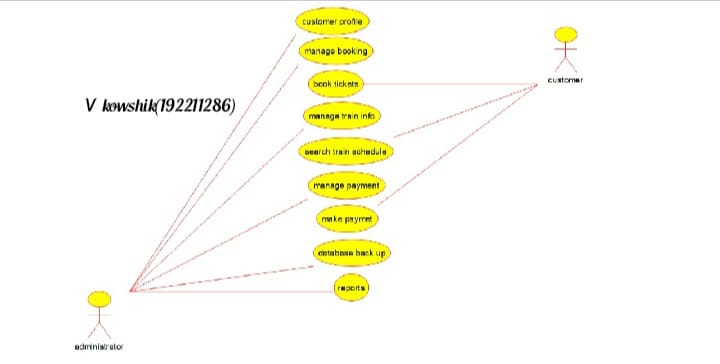 customer profile
manage booking
book tickets
customer
V kowshik(192211286)
manage train info
search train schedule
manage payment
make paymet
database back up
reports
administrator